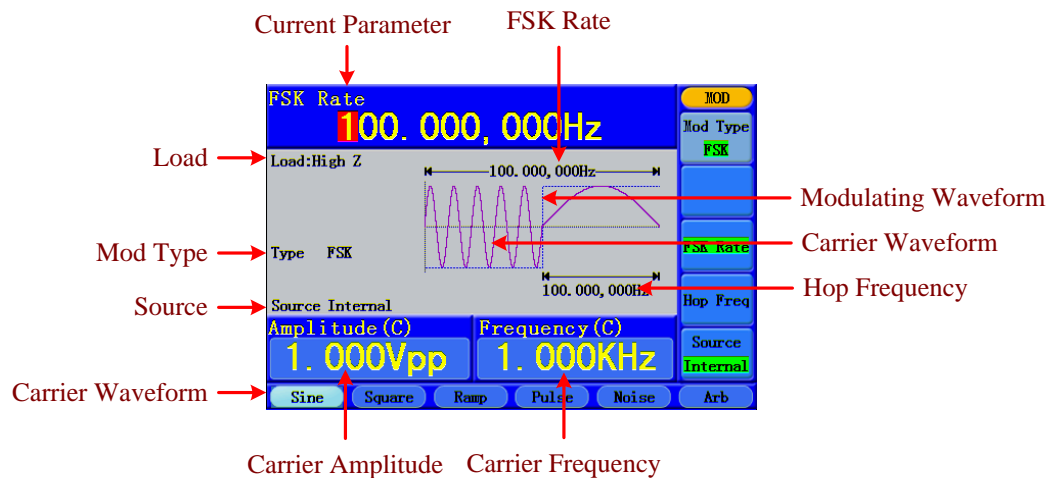 Current Parameter
FSK Rate
FSK Rate
100.000,000Hz
MOD
Mod Type
FSK
Load
Load:High Z
100.000,000Hz
Modulating Waveform
Carrier Waveform
Mod Type
Type FSK
FSK Rate
100.000,000Hz
Hop Frequency
Hop Freq
Source
Source Internal
Amplitude(C)
1.000Vpp
Frequency(C)
1.000KHz
Source
Internal
Carrier Waveform
Sine Square Ramp Pulse Noise Arb
Carrier Amplitude
Carrier Frequency